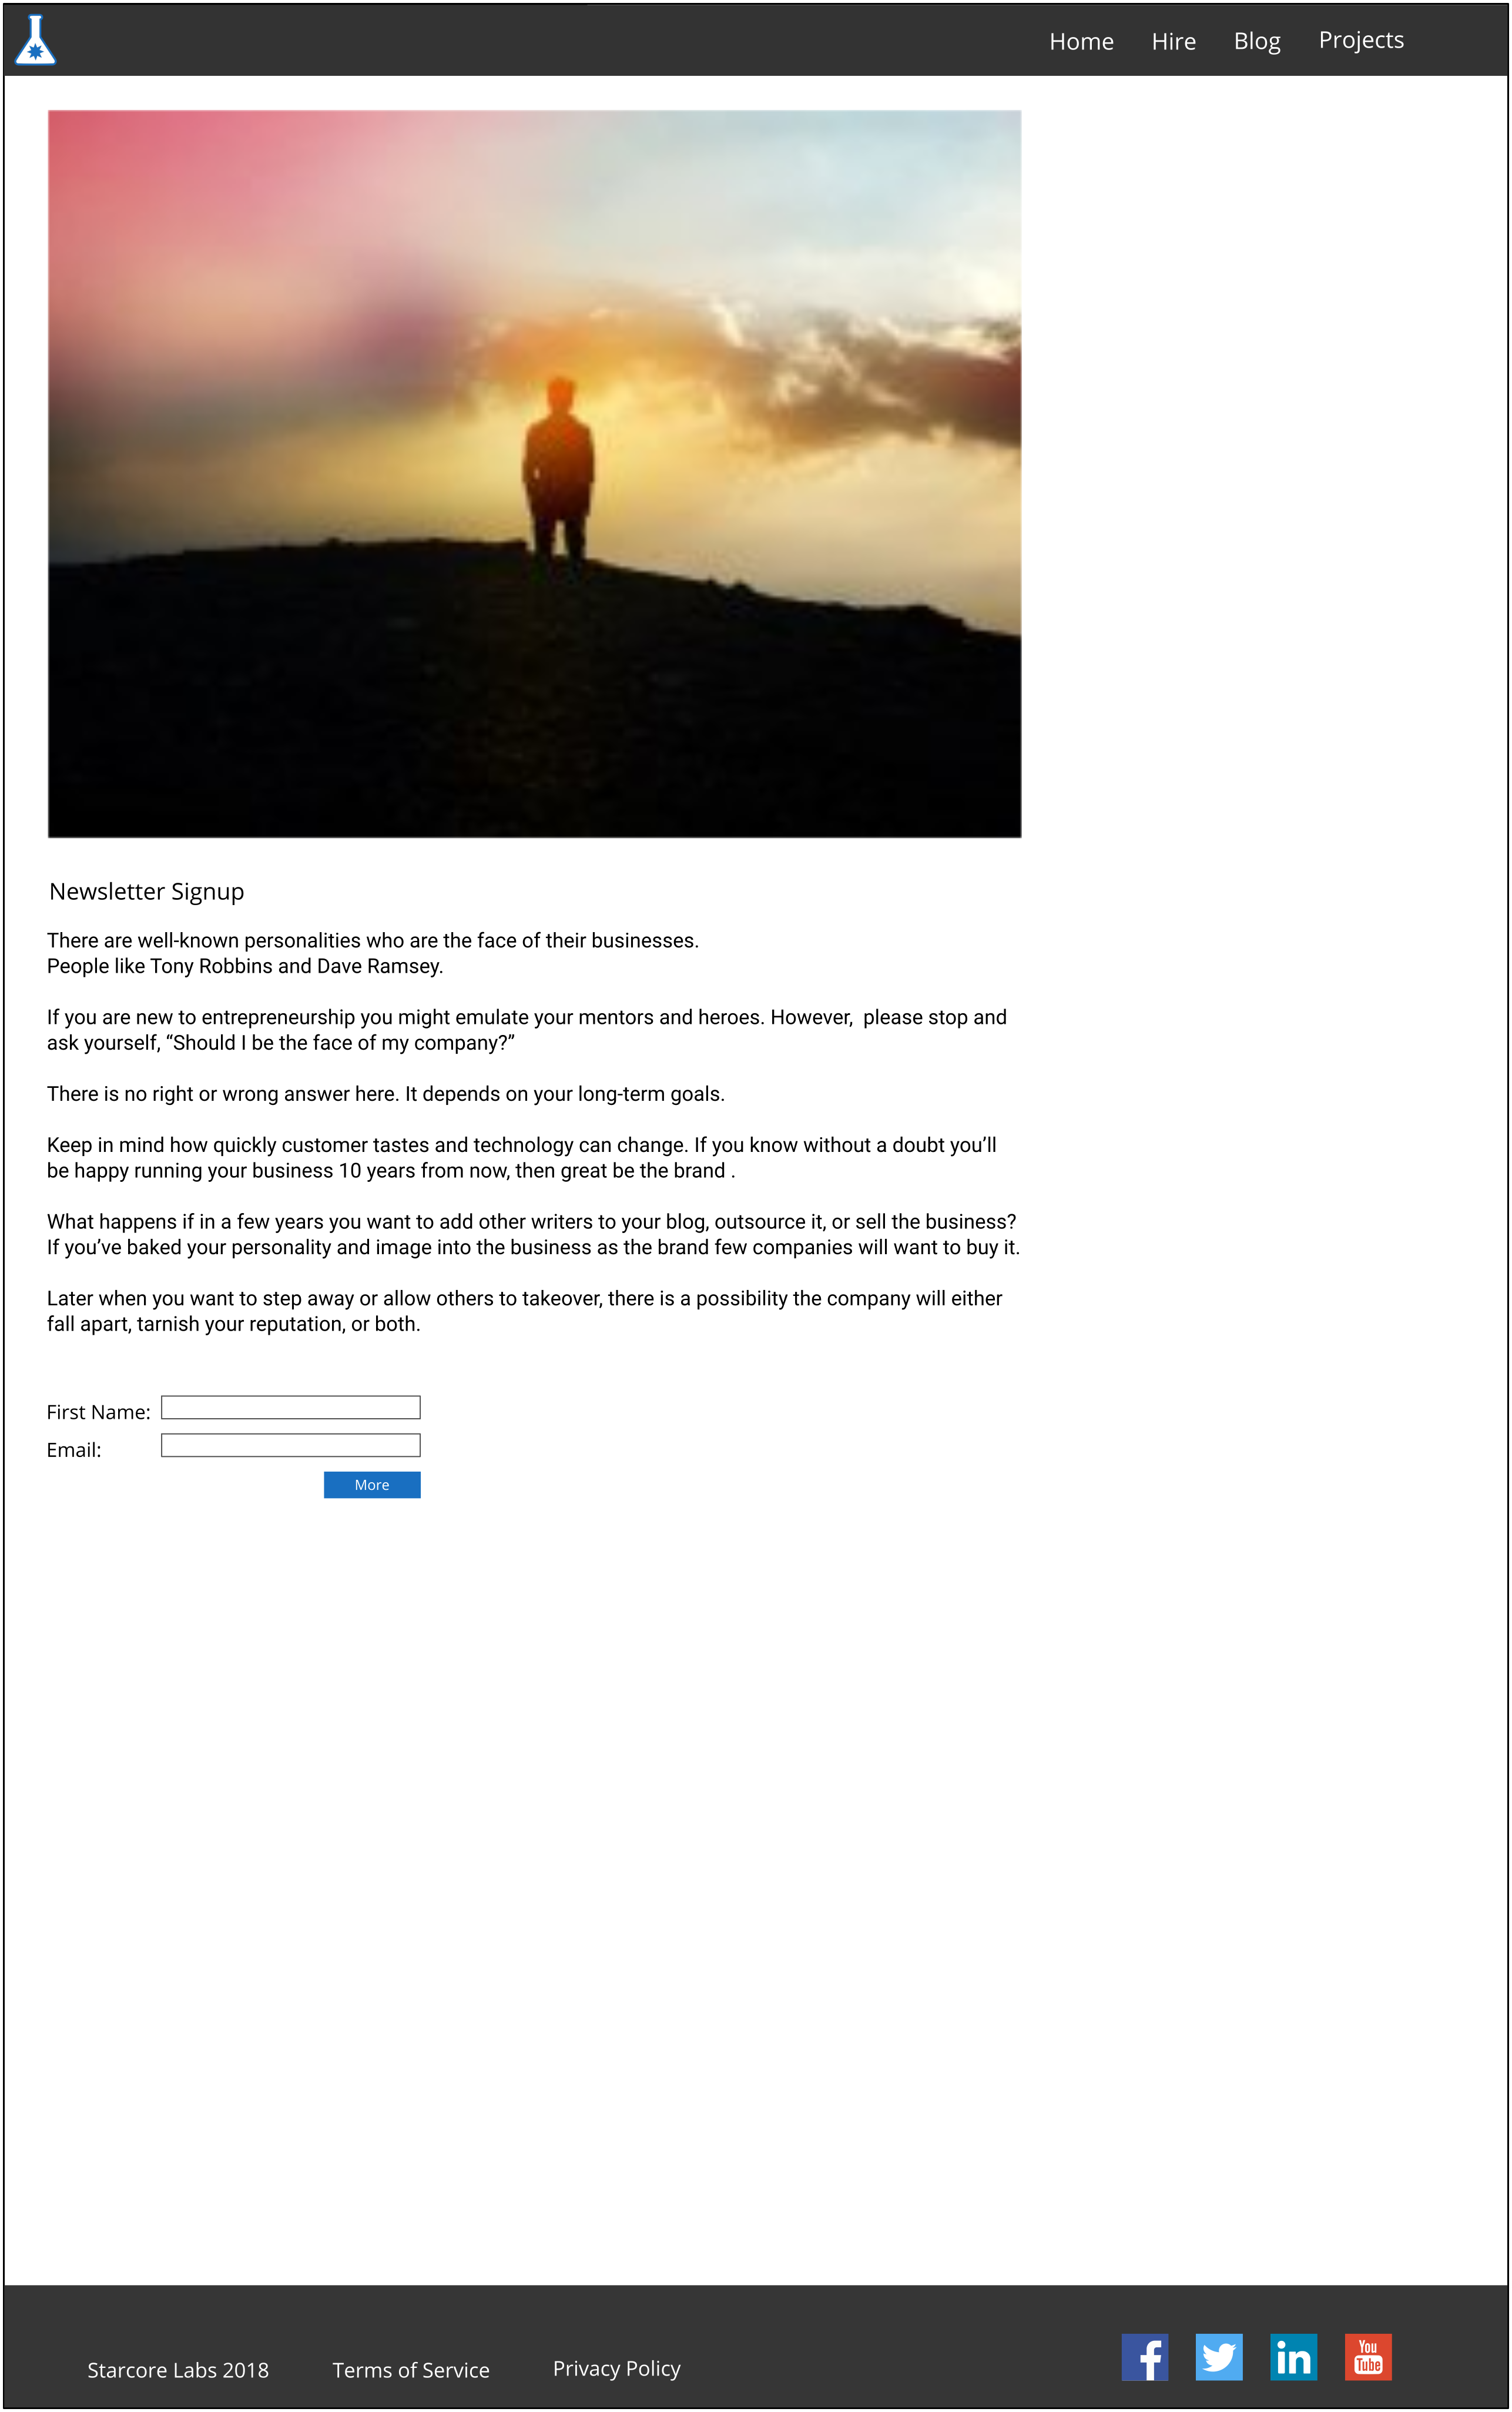 Home Hire Blog Projects
Newsletter Signup
There are well-known personalities who are the face of their businesses.
People like Tony Robbins and Dave Ramsey.
If you are new to entrepreneurship you might emulate your mentors and heroes. However,  please stop and
ask yourself, “Should I be the face of my company?”
There is no right or wrong answer here. It depends on your long-term goals.
Keep in mind how quickly customer tastes and technology can change. If you know without a doubt you’ll
be happy running your business 10 years from now, then great be the brand .
What happens if in a few years you want to add other writers to your blog, outsource it, or sell the business?
If you’ve baked your personality and image into the business as the brand few companies will want to buy it.
Later when you want to step away or allow others to takeover, there is a possibility the company will either
fall apart, tarnish your reputation, or both.
First Name:
Email:
More
Starcore Labs 2018 Terms of Service Privacy Policy
f in You
Tube